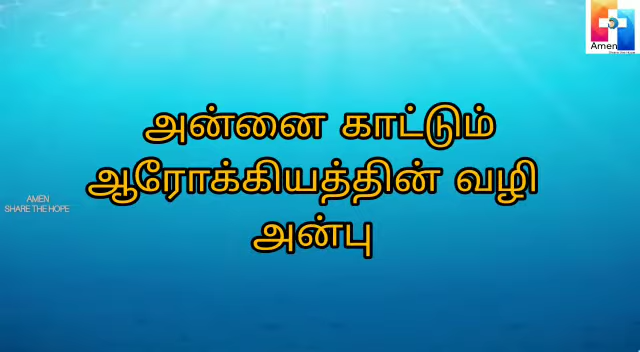 Amen
அன்னை காட்டும்
ஆரோக்கியத்தின் வழி
அன்பு
AMEN
SHARE THE HOPE